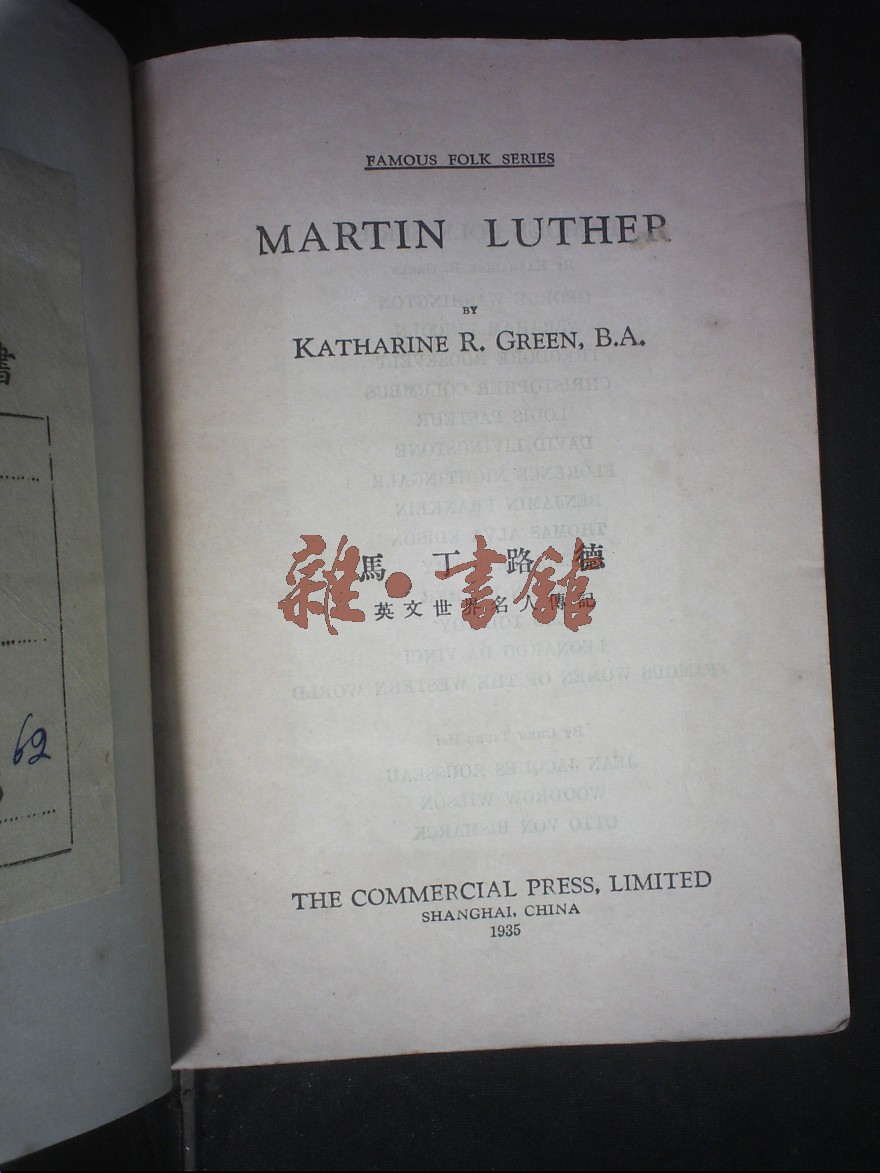 書
62
FAMOUS FOLK SERIES
MARTIN LUTHER
BY
KATHARINE R. GREEN, B.A.
馬丁路德
英文世界名人傳記
雜·書館
THE COMMERCIAL PRESS, LIMITED
SHANGHAI, CHINA
1935